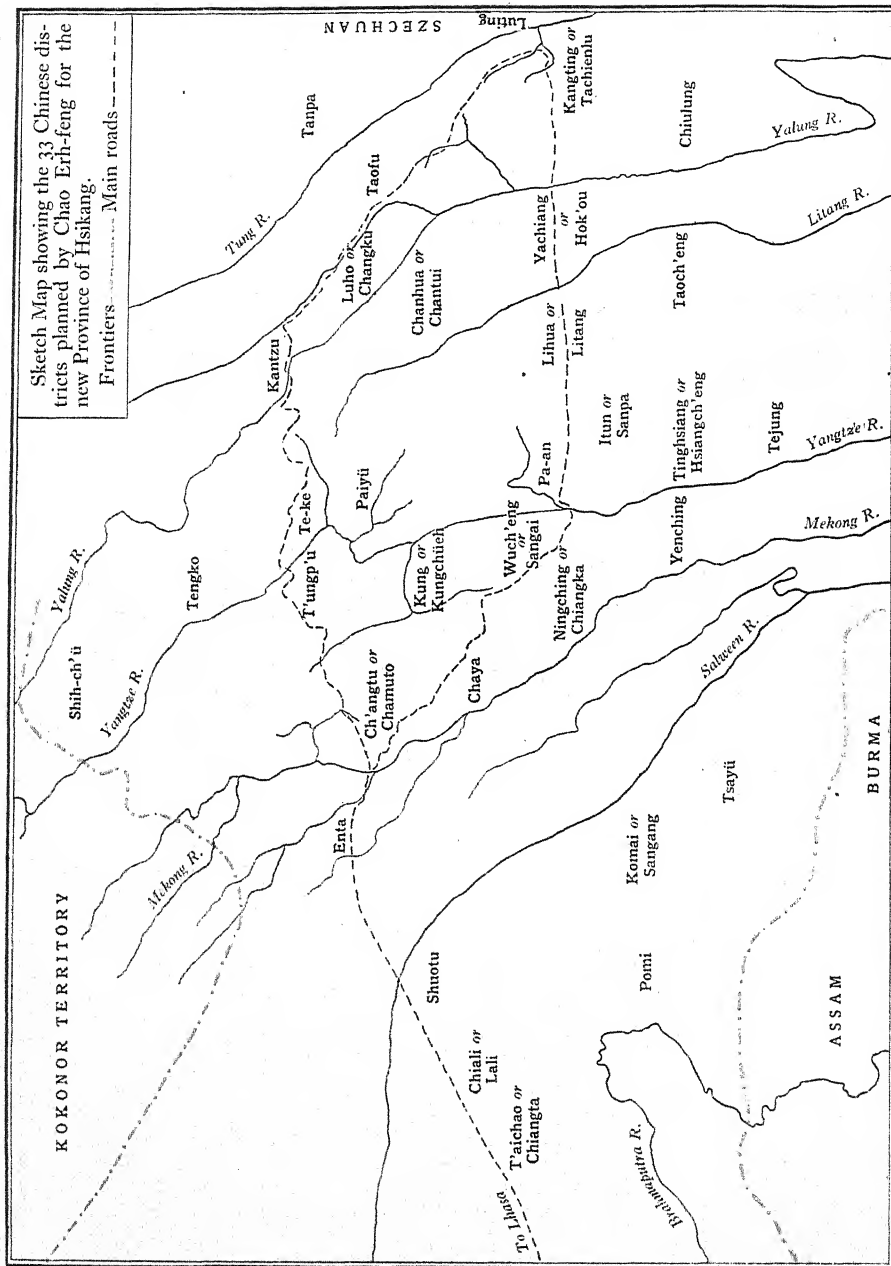 Sketch Map showing the 33 Chinese dis-
tricts planned by Chao Erh-feng for the
new Province of Hsikang.
Frontiers Main roads
KOKONOR TERRITORY
Shih-ch'ü
Yalung R.
Yangtze R.
Mekong R.
Tengko
Tung R.
Tanpa
SZECHUAN
Luting
Kantzu
Luho or
Changku
Taofu
Te-ke
T'ungp'u
Paiyü
Chanhua or
Chantui
Kangting or
Tachienlu
Enta
Ch'angtu or
Chamuto
Kung or
Kungchüeh
Chaya
Wuch'eng
or
Sangai
Pa-an
Lihua or
Litang
Yachiang
or
Hok'ou
Shuotu
Ningching or
Chiangka
Itun or
Sanpa
Chiulung
Chiali or
Lali
T'aichao or
Chiangta
To Lhasa
Pomi
Komai or
Sangang
Tsayü
Yenching
Tinghsiang or
Hsiangch'eng
Taoch'eng
Tejung
Brahmaputra R.
Salween R.
Mekong R.
Yangtze R.
Litang R.
Yalung R.
ASSAM
BURMA